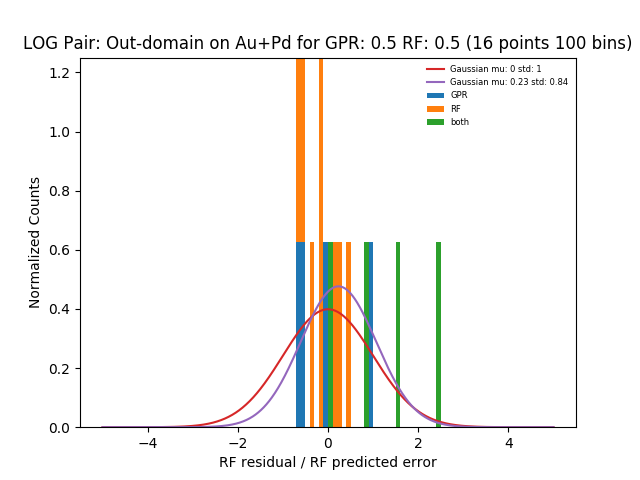 LOG Pair: Out-domain on Au+Pd for GPR: 0.5 RF: 0.5 (16 points 100 bins)
Gaussian mu: 0 std: 1
Gaussian mu: 0.23 std: 0.84
GPR
RF
both
Normalized Counts
1.2
1.0
0.8
0.6
0.4
0.2
0.0
−4 −2 0 2 4
RF residual / RF predicted error